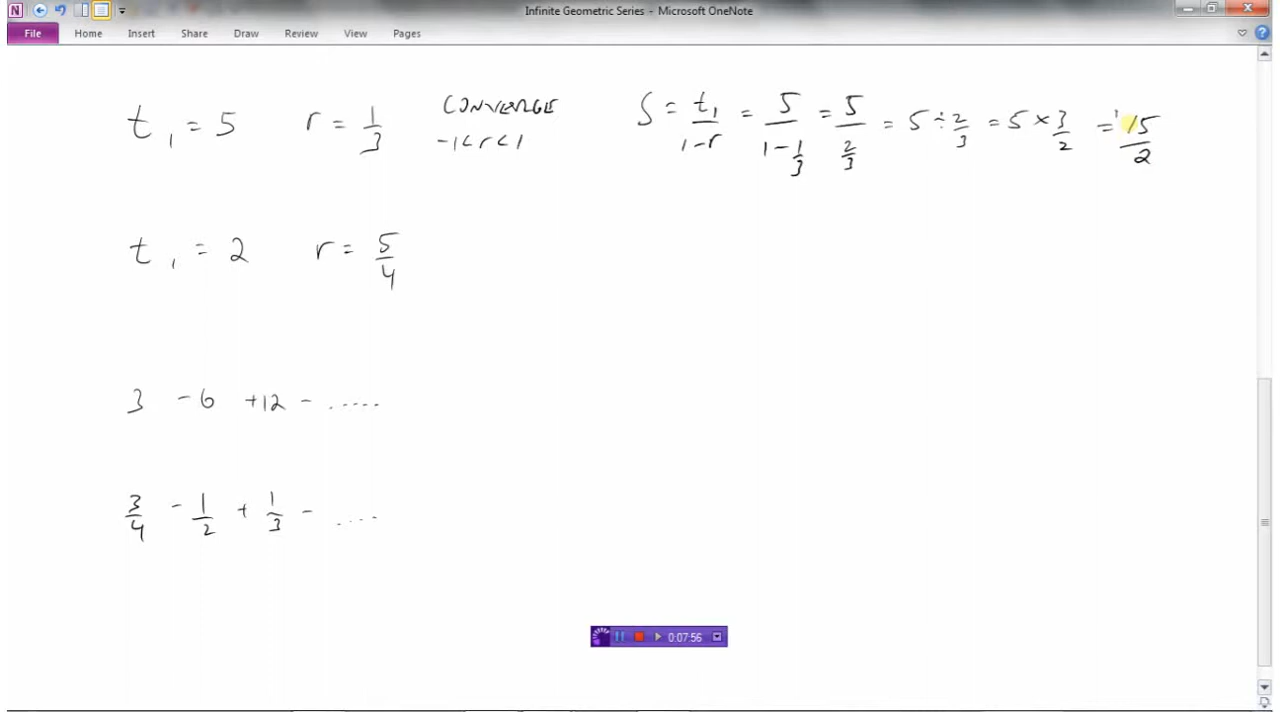 Infinite Geometric Series - Microsoft OneNote
File Home Insert Share Draw Review View Pages
t₁ = 5 r = 1/3 CONVERGE S = t₁/(1-r) = 5/(1-1/3) = 5/(2/3) = 5 ÷ 2/3 = 5 × 3/2 = 15/2
-1<r<1
t₁ = 2 r = 5/4
3 - 6 + 12 - .....
3/4 - 1/2 + 1/3 - ....
0:07:56